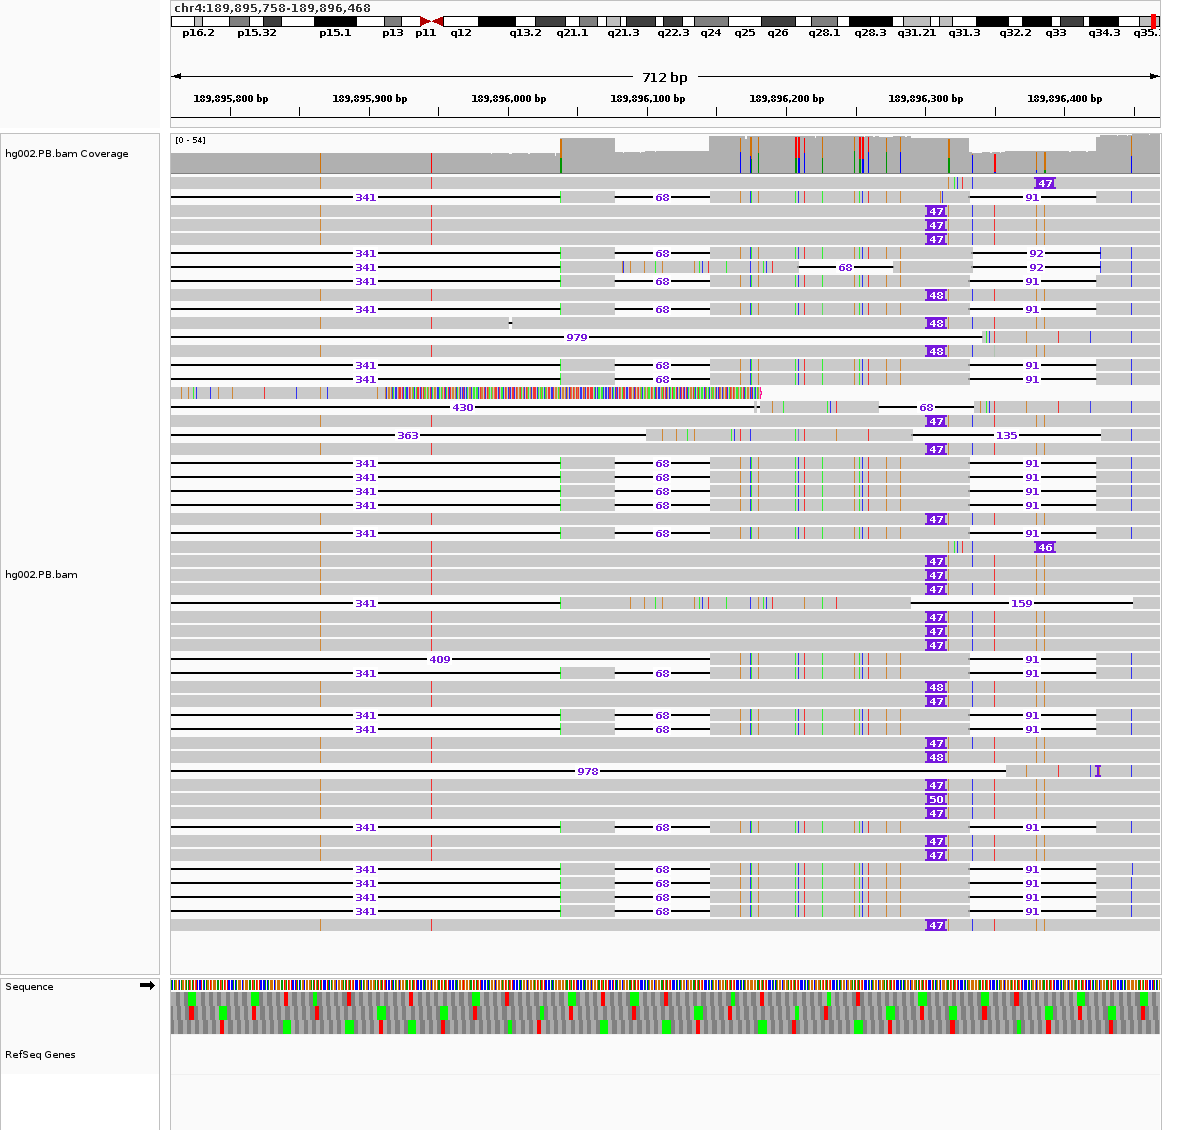 chr4:189,895,758-189,896,468
p16.2 p15.32 p15.1 p13 p11 q12 q13.2 q21.1 q21.3 q22.3 q24 q25 q26 q28.1 q28.3 q31.21 q31.3 q32.2 q33 q34.3 q35.
712 bp
189,895,800 bp 189,895,900 bp 189,896,000 bp 189,896,100 bp 189,896,200 bp 189,896,300 bp 189,896,400 bp
[0 - 54]
hg002.PB.bam Coverage
47
341 68 91
47
47
47
341 68 92
341 68 92
341 68 91
48
341 68 91
48
979
48
341 68 91
341 68 91
430 68
47
363 135
47
341 68 91
341 68 91
341 68 91
341 68 91
47
341 68 91
46
47
hg002.PB.bam
47
47
341 159
47
47
47
409 91
341 68 91
48
47
341 68 91
341 68 91
47
48
978
47
50
47
341 68 91
47
47
341 68 91
341 68 91
341 68 91
341 68 91
47
Sequence
RefSeq Genes